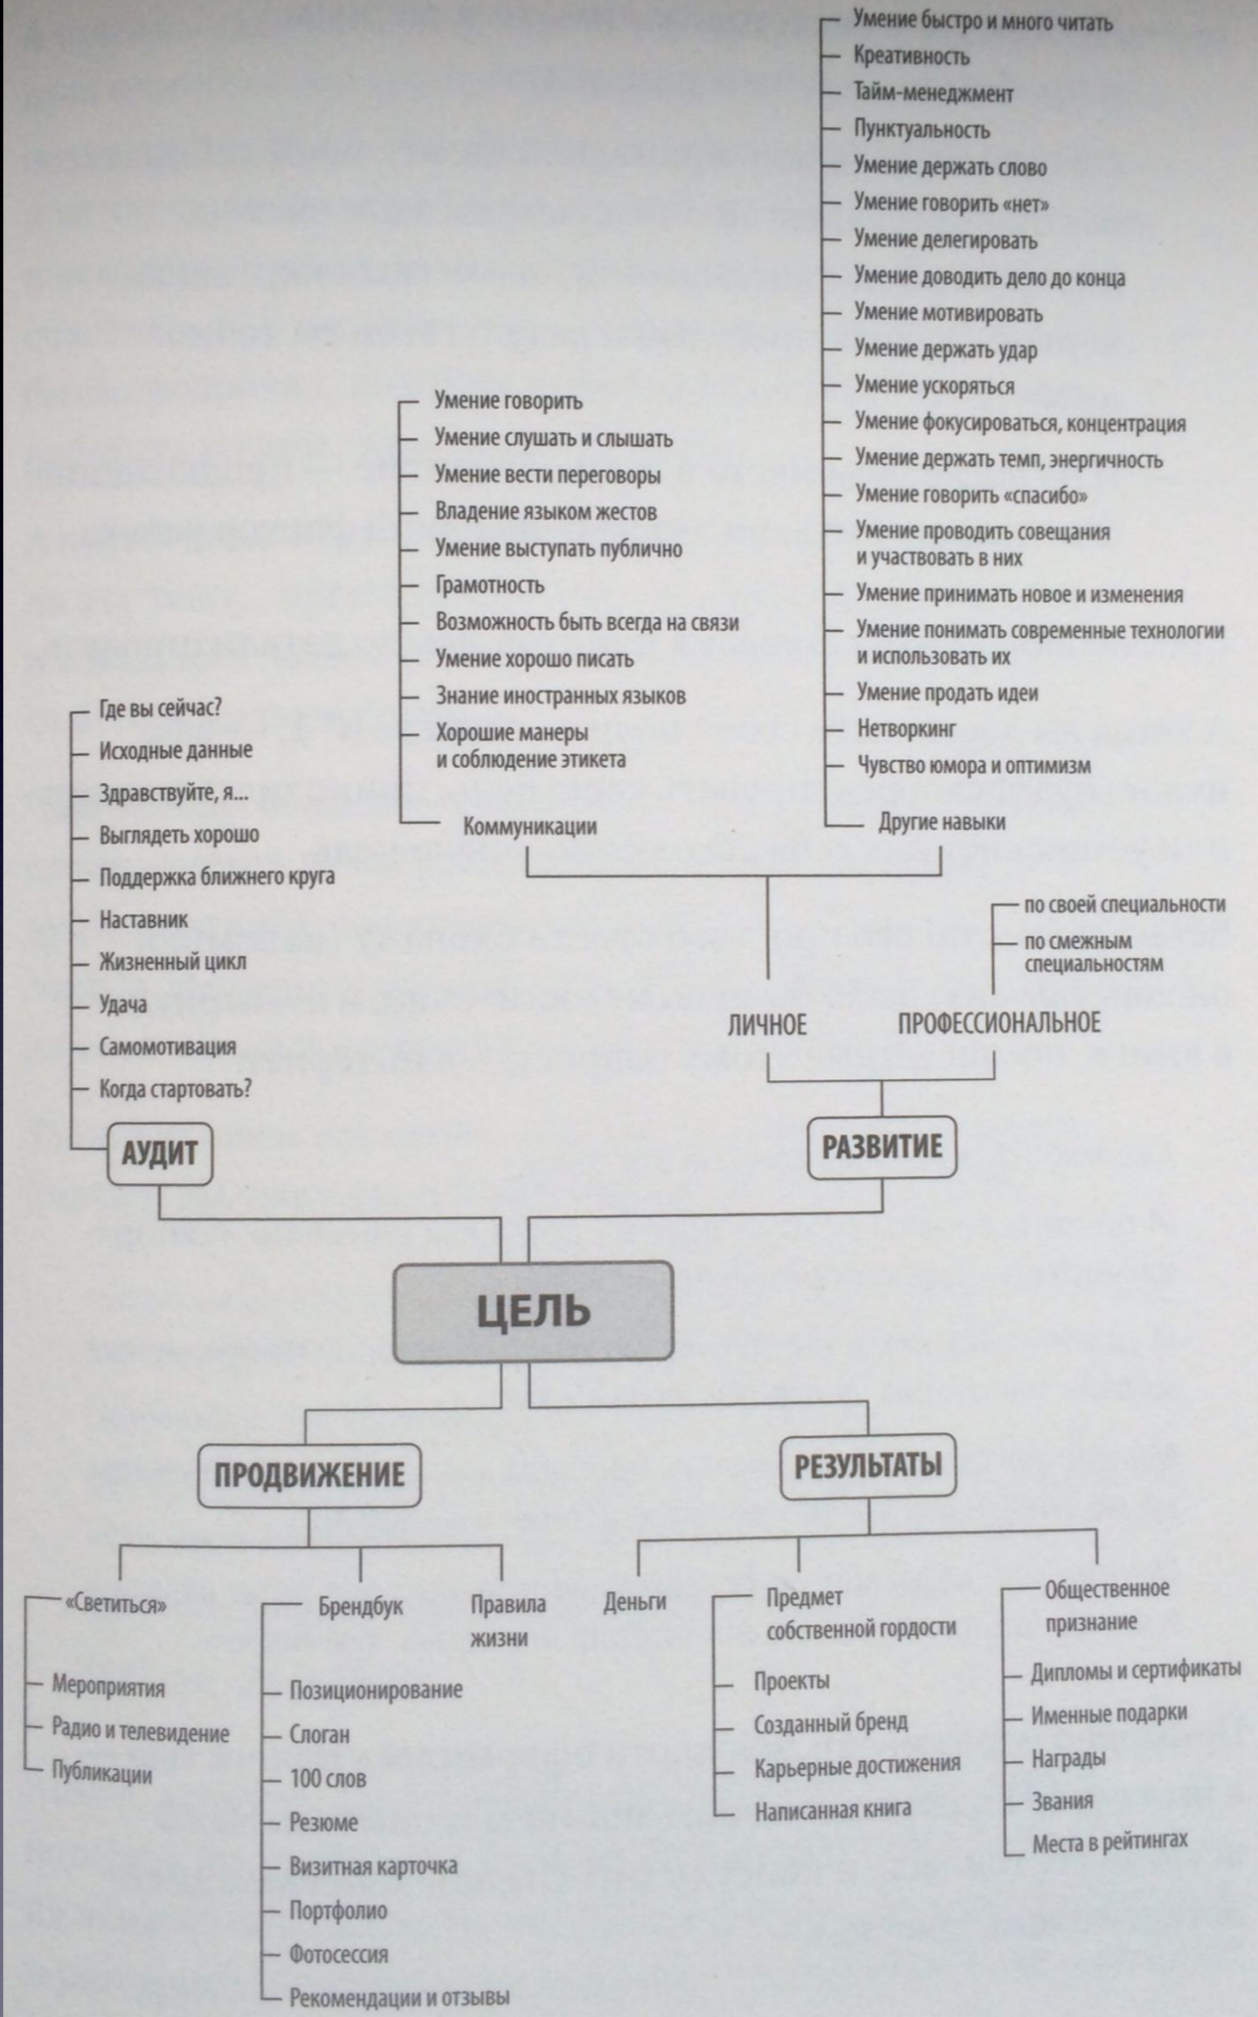 Умение быстро и много читать
Креативность
Тайм-менеджмент
Пунктуальность
Умение держать слово
Умение говорить «нет»
Умение делегировать
Умение доводить дело до конца
Умение мотивировать
Умение держать удар
Умение ускоряться
Умение фокусироваться, концентрация
Умение держать темп, энергичность
Умение говорить «спасибо»
Умение проводить совещания
и участвовать в них
Умение принимать новое и изменения
Умение понимать современные технологии
и использовать их
Умение продать идеи
Нетворкинг
Чувство юмора и оптимизм
Другие навыки
Умение говорить
Умение слушать и слышать
Умение вести переговоры
Владение языком жестов
Умение выступать публично
Грамотность
Возможность быть всегда на связи
Умение хорошо писать
Знание иностранных языков
Хорошие манеры
и соблюдение этикета
Коммуникации
Где вы сейчас?
Исходные данные
Здравствуйте, я...
Выглядеть хорошо
Поддержка ближнего круга
Наставник
Жизненный цикл
Удача
Самомотивация
Когда стартовать?
АУДИТ
по своей специальности
по смежным
специальностям
ЛИЧНОЕ
ПРОФЕССИОНАЛЬНОЕ
РАЗВИТИЕ
ЦЕЛЬ
ПРОДВИЖЕНИЕ
«Светиться»
Мероприятия
Радио и телевидение
Публикации
Брендбук
Позиционирование
Слоган
100 слов
Резюме
Визитная карточка
Портфолио
Фотосессия
Рекомендации и отзывы
Правила
жизни
РЕЗУЛЬТАТЫ
Деньги
Предмет
собственной гордости
Проекты
Созданный бренд
Карьерные достижения
Написанная книга
Общественное
признание
Дипломы и сертификаты
Именные подарки
Награды
Звания
Места в рейтингах